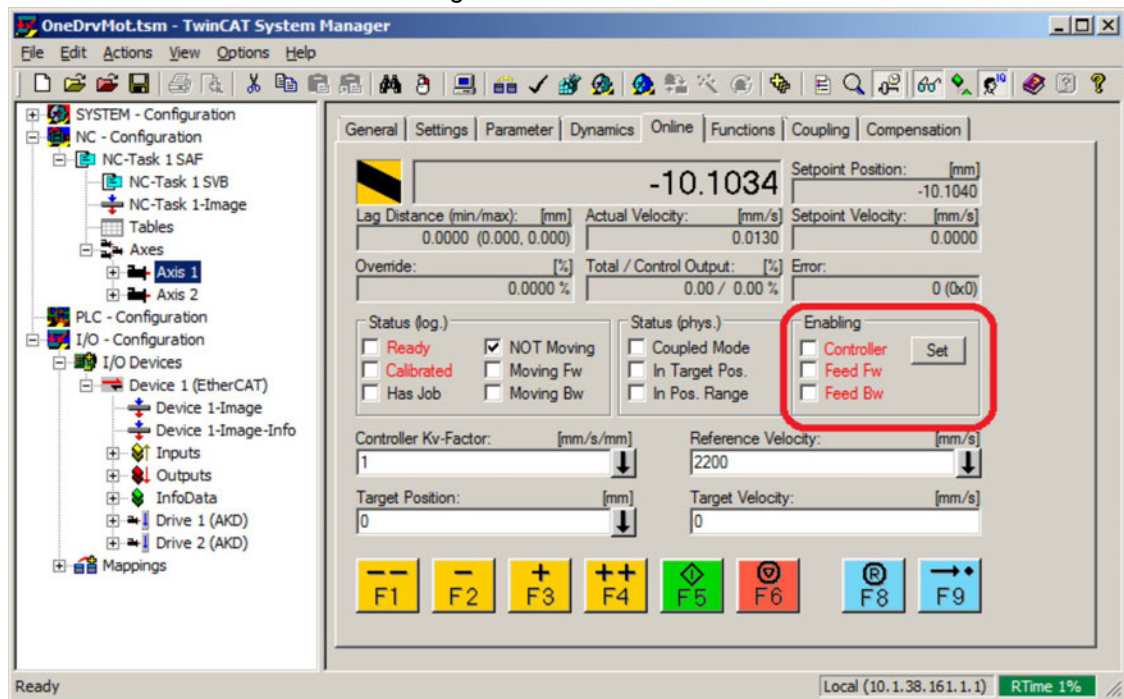 OneDrvMot.tsm - TwinCAT System Manager
File Edit Actions View Options Help
SYSTEM - Configuration
NC - Configuration
NC-Task 1 SAF
NC-Task 1 SVB
NC-Task 1-Image
Tables
Axes
Axis 1
Axis 2
PLC - Configuration
I/O - Configuration
I/O Devices
Device 1 (EtherCAT)
Device 1-Image
Device 1-Image-Info
Inputs
Outputs
InfoData
Drive 1 (AKD)
Drive 2 (AKD)
Mappings
General Settings Parameter Dynamics Online Functions Coupling Compensation
-10.1034
Setpoint Position: [mm]
-10.1040
Lag Distance (min/max): [mm] Actual Velocity: [mm/s] Setpoint Velocity: [mm/s]
0.0000 (0.000, 0.000) 0.0130 0.0000
Override: [%] Total / Control Output: [%] Error:
0.0000 % 0.00 / 0.00 % 0 (0x0)
Status (log.)
Ready NOT Moving
Calibrated Moving Fw
Has Job Moving Bw
Status (phys.)
Coupled Mode
In Target Pos.
In Pos. Range
Enabling
Controller Set
Feed Fw
Feed Bw
Controller Kv-Factor: [mm/s/mm] Reference Velocity: [mm/s]
1 2200
Target Position: [mm] Target Velocity: [mm/s]
0 0
-- - + ++ R
F1 F2 F3 F4 F5 F6 F8 F9
Ready Local (10.1.38.161.1.1) RTime 1%